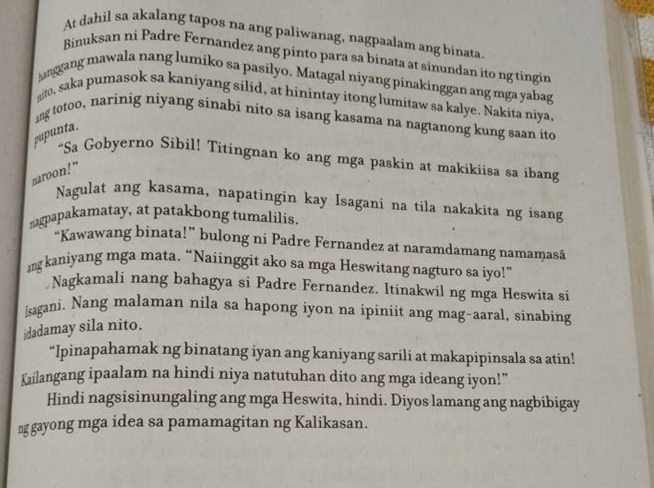 At dahil sa akalang tapos na ang paliwanag, nagpaalam ang binata.
Binuksan ni Padre Fernandez ang pinto para sa binata at sinundan ito ng tingin
hanggang mawala nang lumiko sa pasilyo. Matagal niyang pinakinggan ang mga yabag
nito, saka pumasok sa kaniyang silid, at hinintay itong lumitaw sa kalye. Nakita niya,
ang totoo, narinig niyang sinabi nito sa isang kasama na nagtanong kung saan ito
pupunta.
“Sa Gobyerno Sibil! Titingnan ko ang mga paskin at makikiisa sa ibang
naroon!”
Nagulat ang kasama, napatingin kay Isagani na tila nakakita ng isang
nagpapakamatay, at patakbong tumalilis.
“Kawawang binata!” bulong ni Padre Fernandez at naramdamang namamasâ
ang kaniyang mga mata. “Naiinggit ako sa mga Heswitang nagturo sa iyo!”
Nagkamali nang bahagya si Padre Fernandez. Itinakwil ng mga Heswita si
Isagani. Nang malaman nila sa hapong iyon na ipiniit ang mag-aaral, sinabing
idadamay sila nito.
“Ipinapahamak ng binatang iyan ang kaniyang sarili at makapipinsala sa atin!
Kailangang ipaalam na hindi niya natutuhan dito ang mga ideang iyon!”
Hindi nagsisinungaling ang mga Heswita, hindi. Diyos lamang ang nagbibigay
ng gayong mga idea sa pamamagitan ng Kalikasan.